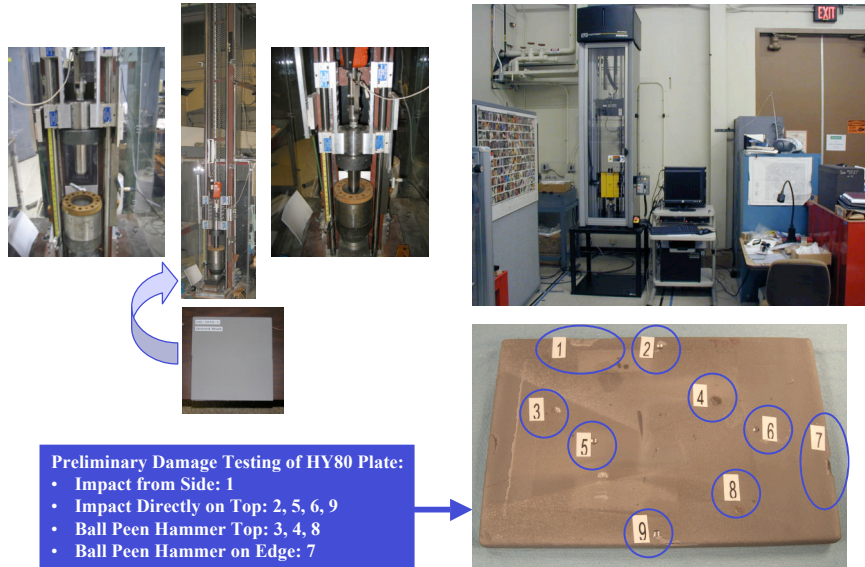 EXIT
1
2
3
4
5
6
7
8
9
Preliminary Damage Testing of HY80 Plate:
• Impact from Side: 1
• Impact Directly on Top: 2, 5, 6, 9
• Ball Peen Hammer Top: 3, 4, 8
• Ball Peen Hammer on Edge: 7